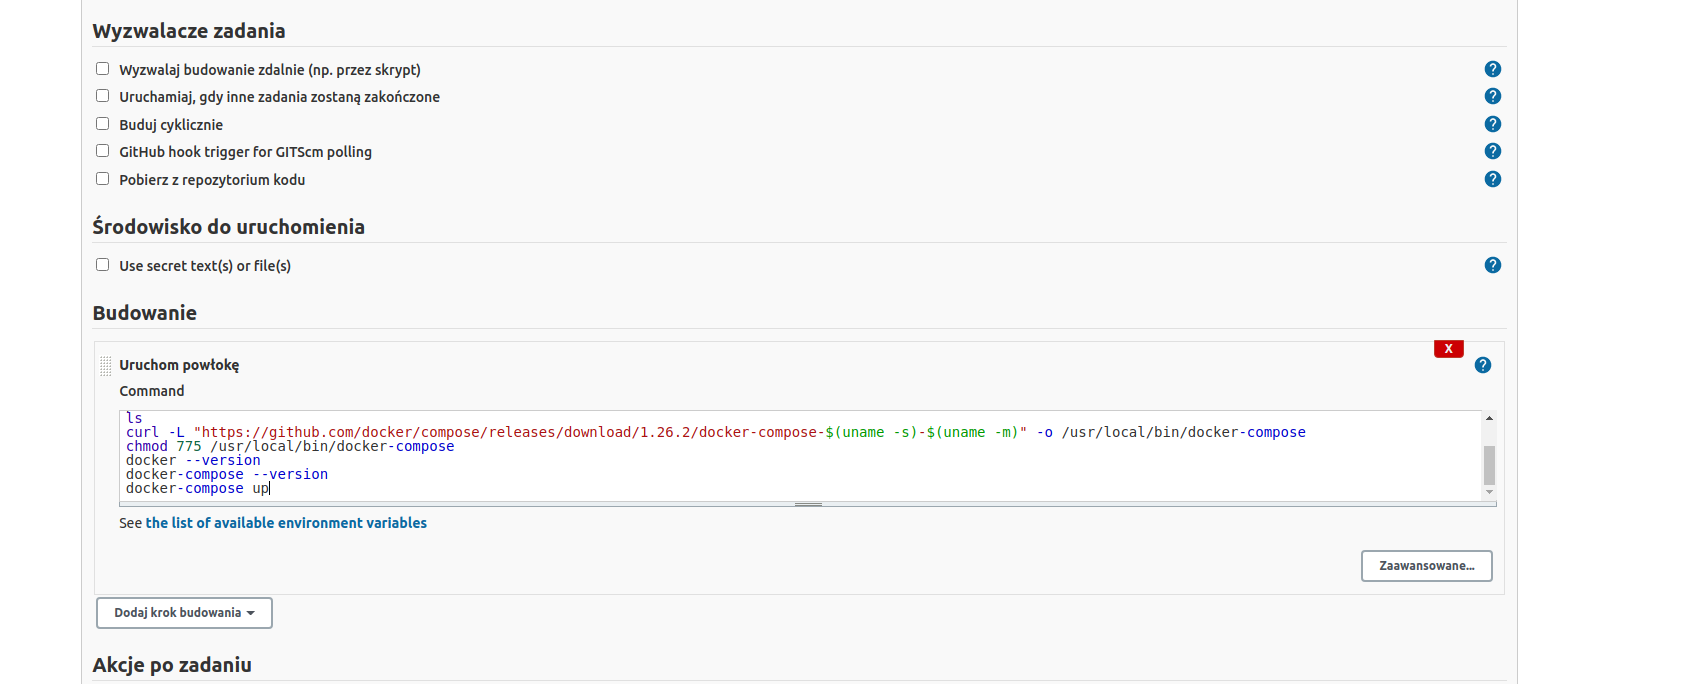 Wyzwalacze zadania
Wyzwalaj budowanie zdalnie (np. przez skrypt)
?
Uruchamiaj, gdy inne zadania zostaną zakończone
?
Buduj cyklicznie
?
GitHub hook trigger for GITScm polling
?
Pobierz z repozytorium kodu
?
Środowisko do uruchomienia
Use secret text(s) or file(s)
?
Budowanie
X
Uruchom powłokę
?
Command
ls
curl -L "https://github.com/docker/compose/releases/download/1.26.2/docker-compose-$(uname -s)-$(uname -m)" -o /usr/local/bin/docker-compose
chmod 775 /usr/local/bin/docker-compose
docker --version
docker-compose --version
docker-compose up
See the list of available environment variables
Zaawansowane...
Dodaj krok budowania
Akcje po zadaniu